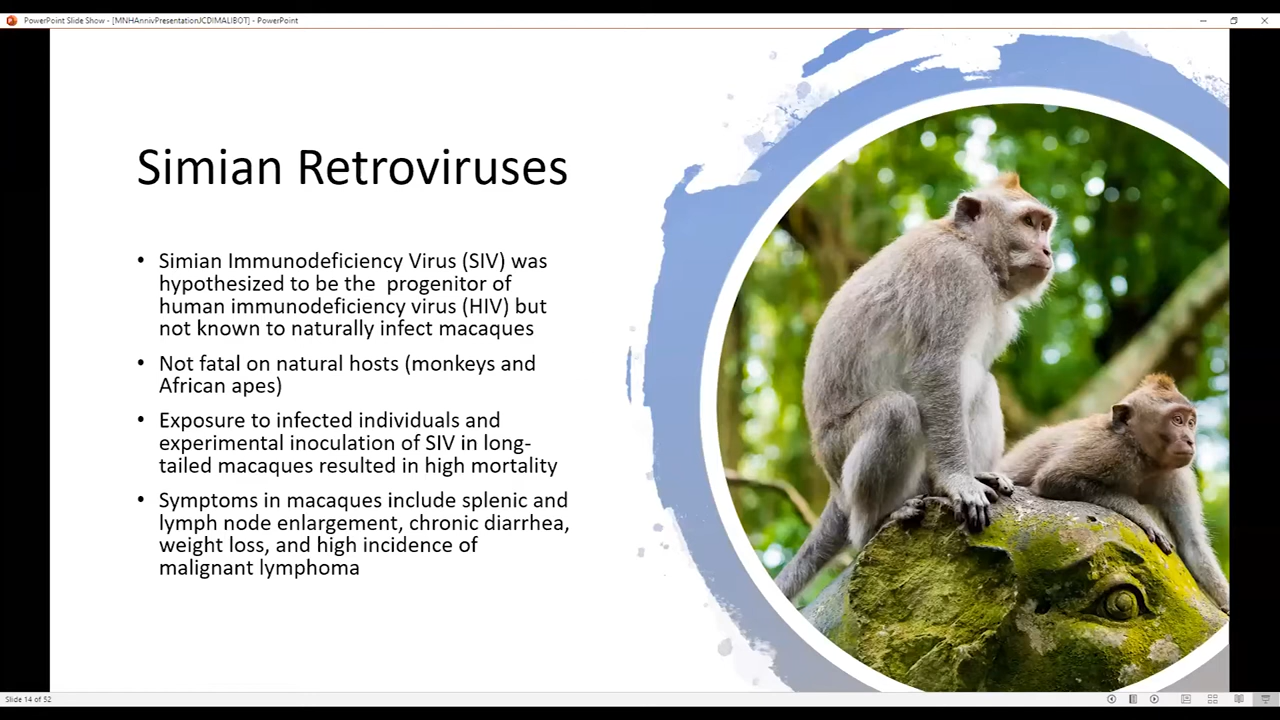 PowerPoint Slide Show - [MNHAnnivPresentationJCDIMALIBOT] - PowerPoint
Simian Retroviruses
• Simian Immunodeficiency Virus (SIV) was
hypothesized to be the  progenitor of
human immunodeficiency virus (HIV) but
not known to naturally infect macaques
• Not fatal on natural hosts (monkeys and
African apes)
• Exposure to infected individuals and
experimental inoculation of SIV in long-
tailed macaques resulted in high mortality
• Symptoms in macaques include splenic and
lymph node enlargement, chronic diarrhea,
weight loss, and high incidence of
malignant lymphoma
Slide 14 of 52